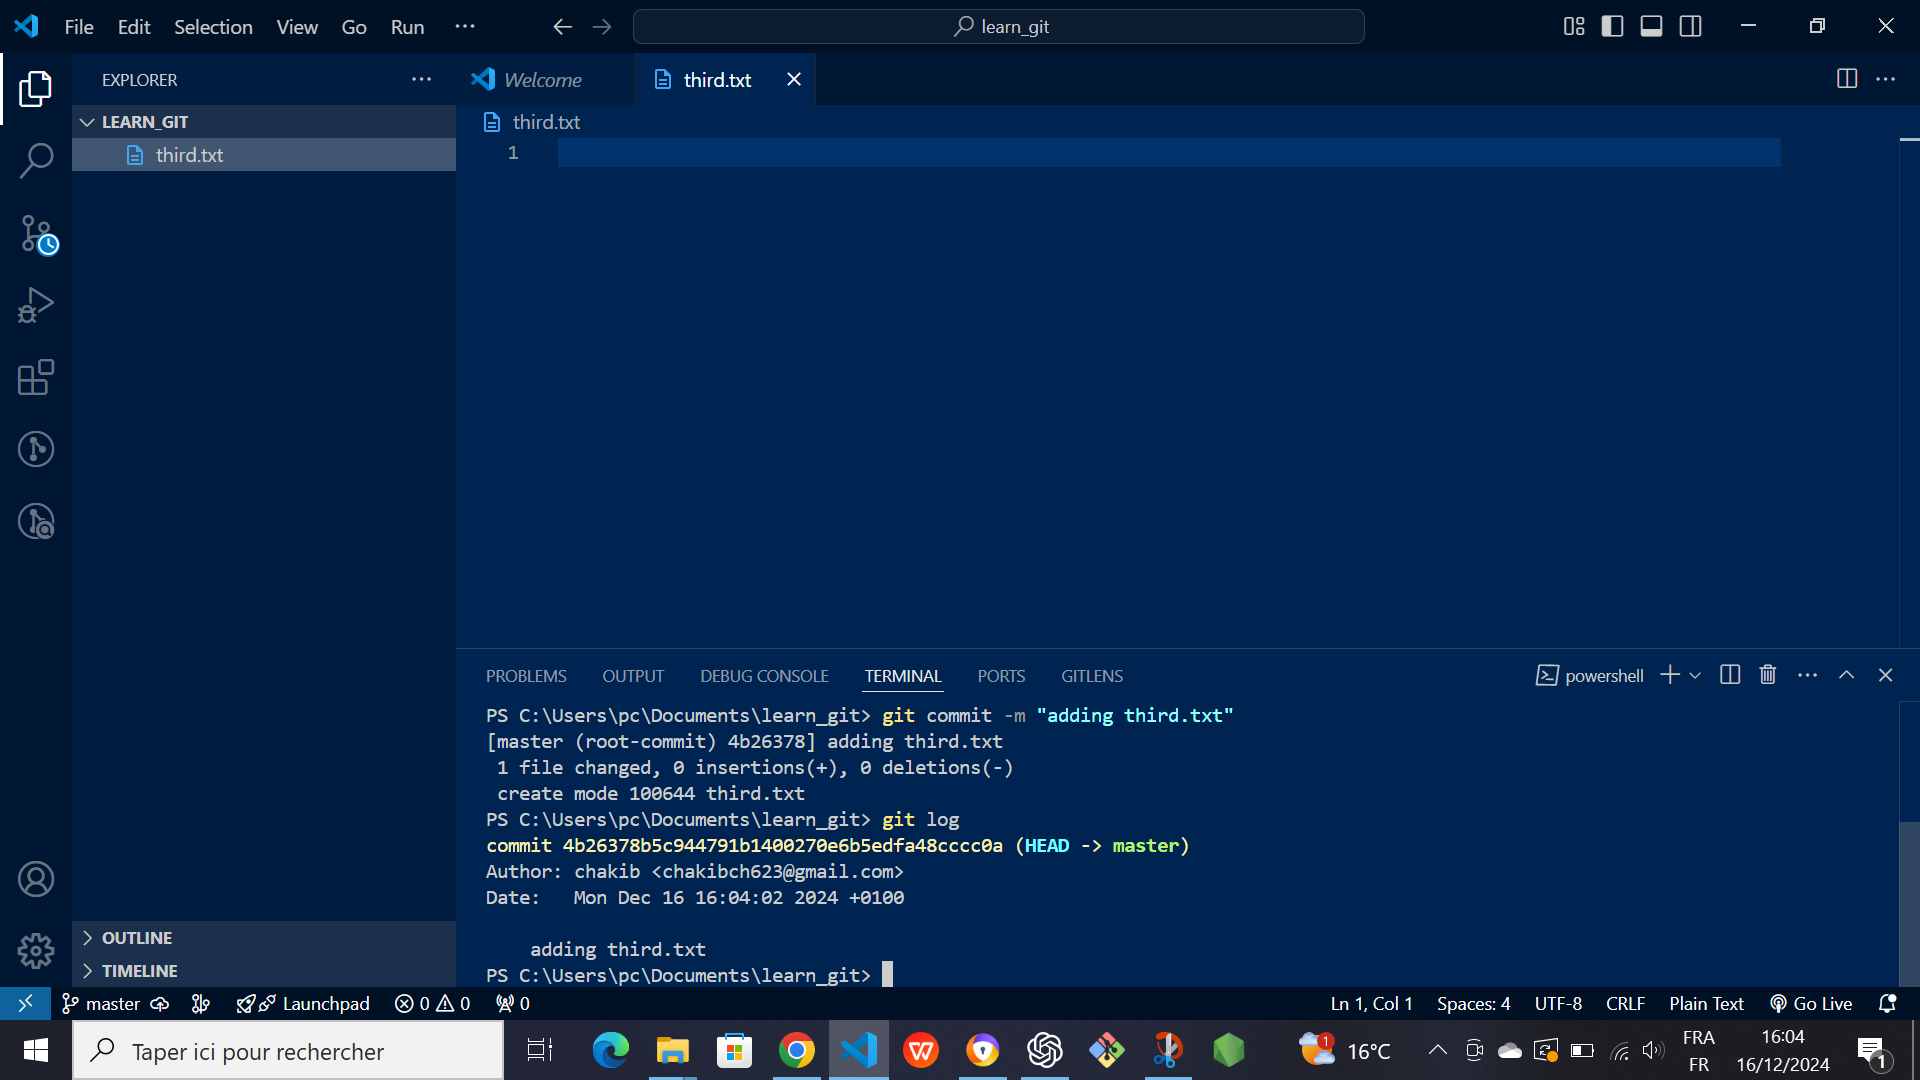 File Edit Selection View Go Run ···
learn_git
EXPLORER
Welcome
third.txt
LEARN_GIT
third.txt
third.txt
1
PROBLEMS OUTPUT DEBUG CONSOLE TERMINAL PORTS GITLENS
powershell
PS C:\Users\pc\Documents\learn_git> git commit -m "adding third.txt"
[master (root-commit) 4b26378] adding third.txt
1 file changed, 0 insertions(+), 0 deletions(-)
create mode 100644 third.txt
PS C:\Users\pc\Documents\learn_git> git log
commit 4b26378b5c944791b1400270e6b5edfa48cccc0a (HEAD -> master)
Author: chakib <chakibch623@gmail.com>
Date:   Mon Dec 16 16:04:02 2024 +0100
adding third.txt
PS C:\Users\pc\Documents\learn_git>
OUTLINE
TIMELINE
master Launchpad 0 0 0 Ln 1, Col 1 Spaces: 4 UTF-8 CRLF Plain Text Go Live
Taper ici pour rechercher
W
1
16°C
FRA
FR
16:04
16/12/2024
1